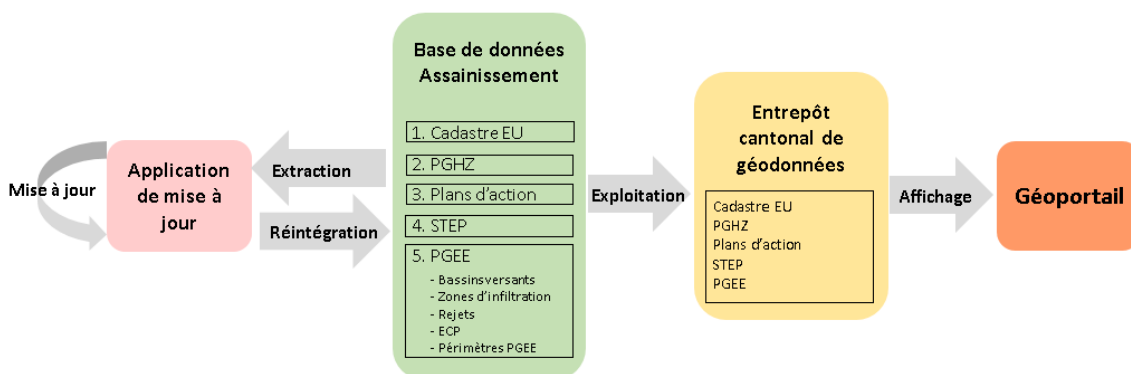 Mise à jour
Application
de mise à
jour
Extraction
Réintégration
Base de données
Assainissement
1. Cadastre EU
2. PGHZ
3. Plans d'action
4. STEP
5. PGEE
- Bassinsversants
- Zones d'infiltration
- Rejets
- ECP
- Périmètres PGEE
Exploitation
Entrepôt
cantonal de
géodonnées
Cadastre EU
PGHZ
Plans d'action
STEP
PGEE
Affichage
Géoportail